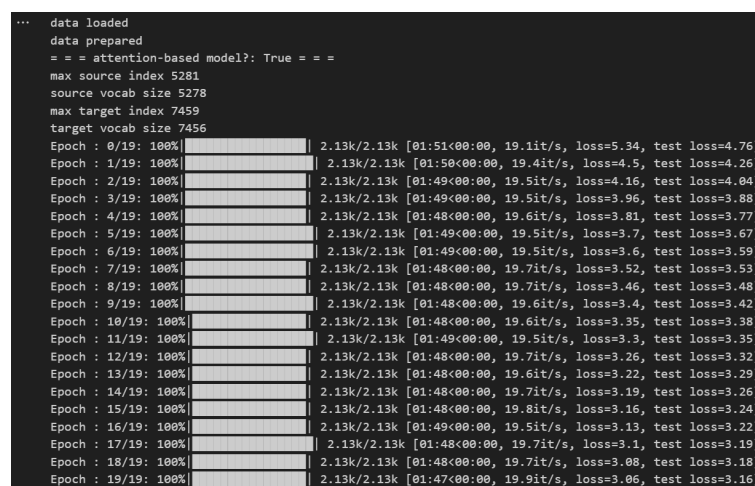 ... data loaded
data prepared
= = = attention-based model?: True = = =
max source index 5281
source vocab size 5278
max target index 7459
target vocab size 7456
Epoch : 0/19: 100%|██████████| 2.13k/2.13k [01:51<00:00, 19.1it/s, loss=5.34, test loss=4.76
Epoch : 1/19: 100%|██████████| 2.13k/2.13k [01:50<00:00, 19.4it/s, loss=4.5, test loss=4.26
Epoch : 2/19: 100%|██████████| 2.13k/2.13k [01:49<00:00, 19.5it/s, loss=4.16, test loss=4.04
Epoch : 3/19: 100%|██████████| 2.13k/2.13k [01:49<00:00, 19.5it/s, loss=3.96, test loss=3.88
Epoch : 4/19: 100%|██████████| 2.13k/2.13k [01:48<00:00, 19.6it/s, loss=3.81, test loss=3.77
Epoch : 5/19: 100%|██████████| 2.13k/2.13k [01:49<00:00, 19.5it/s, loss=3.7, test loss=3.67
Epoch : 6/19: 100%|██████████| 2.13k/2.13k [01:49<00:00, 19.5it/s, loss=3.6, test loss=3.59
Epoch : 7/19: 100%|██████████| 2.13k/2.13k [01:48<00:00, 19.7it/s, loss=3.52, test loss=3.53
Epoch : 8/19: 100%|██████████| 2.13k/2.13k [01:48<00:00, 19.7it/s, loss=3.46, test loss=3.48
Epoch : 9/19: 100%|██████████| 2.13k/2.13k [01:48<00:00, 19.6it/s, loss=3.4, test loss=3.42
Epoch : 10/19: 100%|██████████| 2.13k/2.13k [01:48<00:00, 19.6it/s, loss=3.35, test loss=3.38
Epoch : 11/19: 100%|██████████| 2.13k/2.13k [01:49<00:00, 19.5it/s, loss=3.3, test loss=3.35
Epoch : 12/19: 100%|██████████| 2.13k/2.13k [01:48<00:00, 19.7it/s, loss=3.26, test loss=3.32
Epoch : 13/19: 100%|██████████| 2.13k/2.13k [01:48<00:00, 19.6it/s, loss=3.22, test loss=3.29
Epoch : 14/19: 100%|██████████| 2.13k/2.13k [01:48<00:00, 19.7it/s, loss=3.19, test loss=3.26
Epoch : 15/19: 100%|██████████| 2.13k/2.13k [01:48<00:00, 19.8it/s, loss=3.16, test loss=3.24
Epoch : 16/19: 100%|██████████| 2.13k/2.13k [01:49<00:00, 19.5it/s, loss=3.13, test loss=3.22
Epoch : 17/19: 100%|██████████| 2.13k/2.13k [01:48<00:00, 19.7it/s, loss=3.1, test loss=3.19
Epoch : 18/19: 100%|██████████| 2.13k/2.13k [01:48<00:00, 19.7it/s, loss=3.08, test loss=3.18
Epoch : 19/19: 100%|██████████| 2.13k/2.13k [01:47<00:00, 19.9it/s, loss=3.06, test loss=3.16